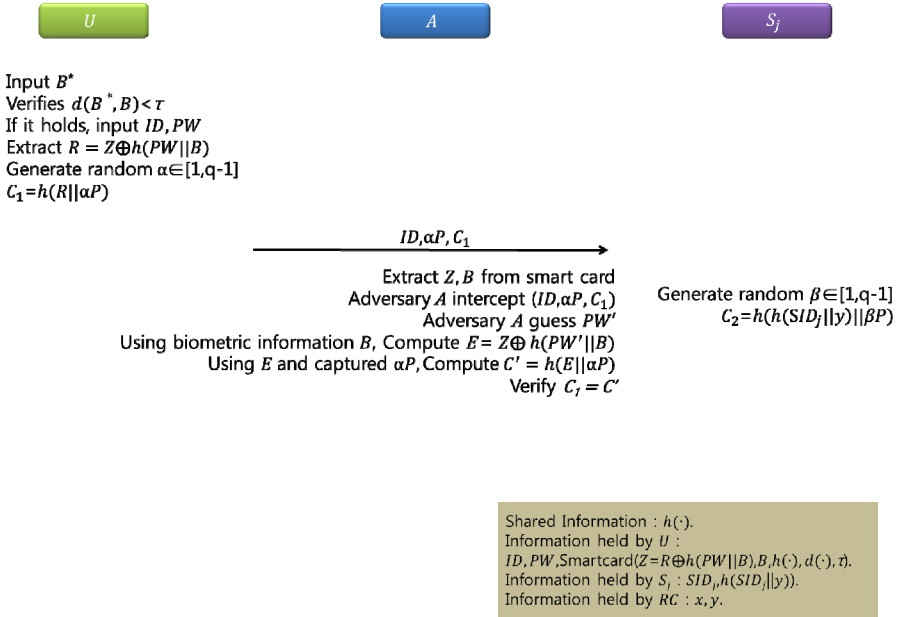 U
A
Sj
Input B*
Verifies d(B*,B)<τ
If it holds, input ID,PW
Extract R = Z⊕h(PW||B)
Generate random α∈[1,q-1]
C1=h(R||αP)
ID,αP,C1
Extract Z,B from smart card
Adversary A intercept (ID,αP,C1)
Adversary A guess PW'
Using biometric information B, Compute E= Z⊕ h(PW'||B)
Using E and captured αP,Compute C' = h(E||αP)
Verify C1 = C'
Generate random β∈[1,q-1]
C2=h(h(SIDj||y)||βP)
Shared Information : h(·).
Information held by U :
ID,PW,Smartcard(Z=R⊕h(PW||B),B,h(·),d(·),τ).
Information held by Sj : SIDj,h(SIDj||y)).
Information held by RC : x,y.